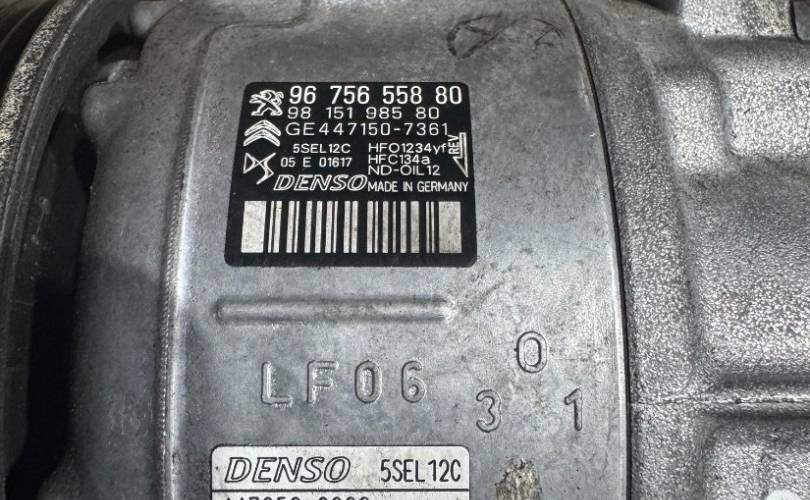 96 756 558 80
98 151 985 80
GE447150-7361
5SEL12C HFO1234yf
05 E 01617 HFC134a
ND-OIL12
REV
DENSO MADE IN GERMANY
LF06
0
3 1
DENSO 5SEL12C